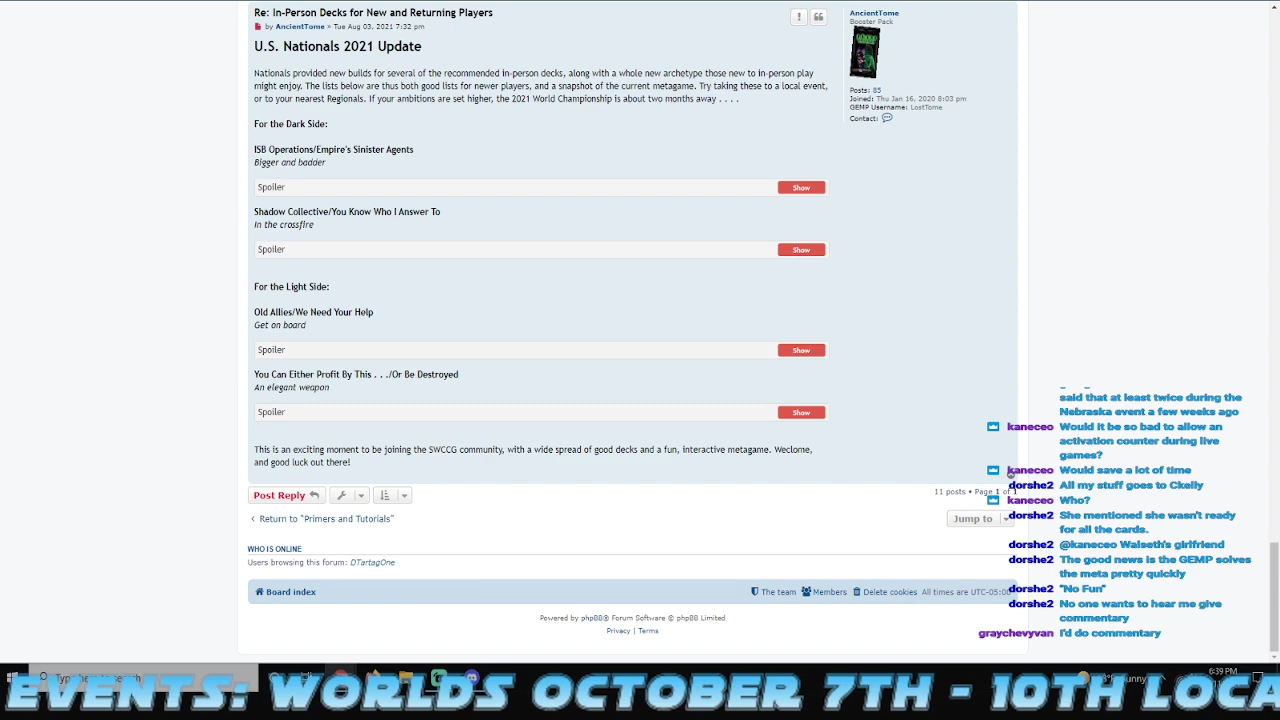 Re: In-Person Decks for New and Returning Players
by AncientTome » Tue Aug 03, 2021 7:32 pm
U.S. Nationals 2021 Update
Nationals provided new builds for several of the recommended in-person decks, along with a whole new archetype those new to in-person play
might enjoy. The lists below are thus both good lists for newer players, and a snapshot of the current metagame. Try taking these to a local event,
or to your nearest Regionals. If your ambitions are set higher, the 2021 World Championship is about two months away . . . .
For the Dark Side:
ISB Operations/Empire's Sinister Agents
Bigger and badder
Spoiler
Show
Shadow Collective/You Know Who I Answer To
In the crossfire
Spoiler
Show
For the Light Side:
Old Allies/We Need Your Help
Get on board
Spoiler
Show
You Can Either Profit By This . . ./Or Be Destroyed
An elegant weapon
Spoiler
Show
This is an exciting moment to be joining the SWCCG astromech, with a wide spread of good decks and a fun, interactive metagame. Weclome,
and good luck out there!
AncientTome
Booster Pack
Posts: 85
Joined: Thu Jan 16, 2020 8:03 pm
GEMP Username: LostTome
Contact:
Post Reply
11 posts • Page 1 of 1
Return to "Primers and Tutorials"
Jump to
WHO IS ONLINE
Users browsing this forum: DTartagOne
Board index
The team
Members
Delete cookies
All times are UTC-05:00
Powered by phpBB® Forum Software © phpBB Limited
Privacy | Terms
said that at least twice during the
Nebraska event a few weeks ago
kaneceo Would it be so bad to allow an
activation counter during live
games?
kaneceo Would save a lot of time
dorshe2 All my stuff goes to Ckelly
kaneceo Who?
dorshe2 She mentioned she wasn't ready
for all the cards.
dorshe2 @kaneceo Walseth's girlfriend
dorshe2 The good news is the GEMP solves
the meta pretty quickly
dorshe2 "No Fun"
dorshe2 No one wants to hear me give
commentary
graychevyvan I'd do commentary
Type here to search
6:39 PM
EVENTS: WORLDS OCTOBER 7TH - 10TH LOCA